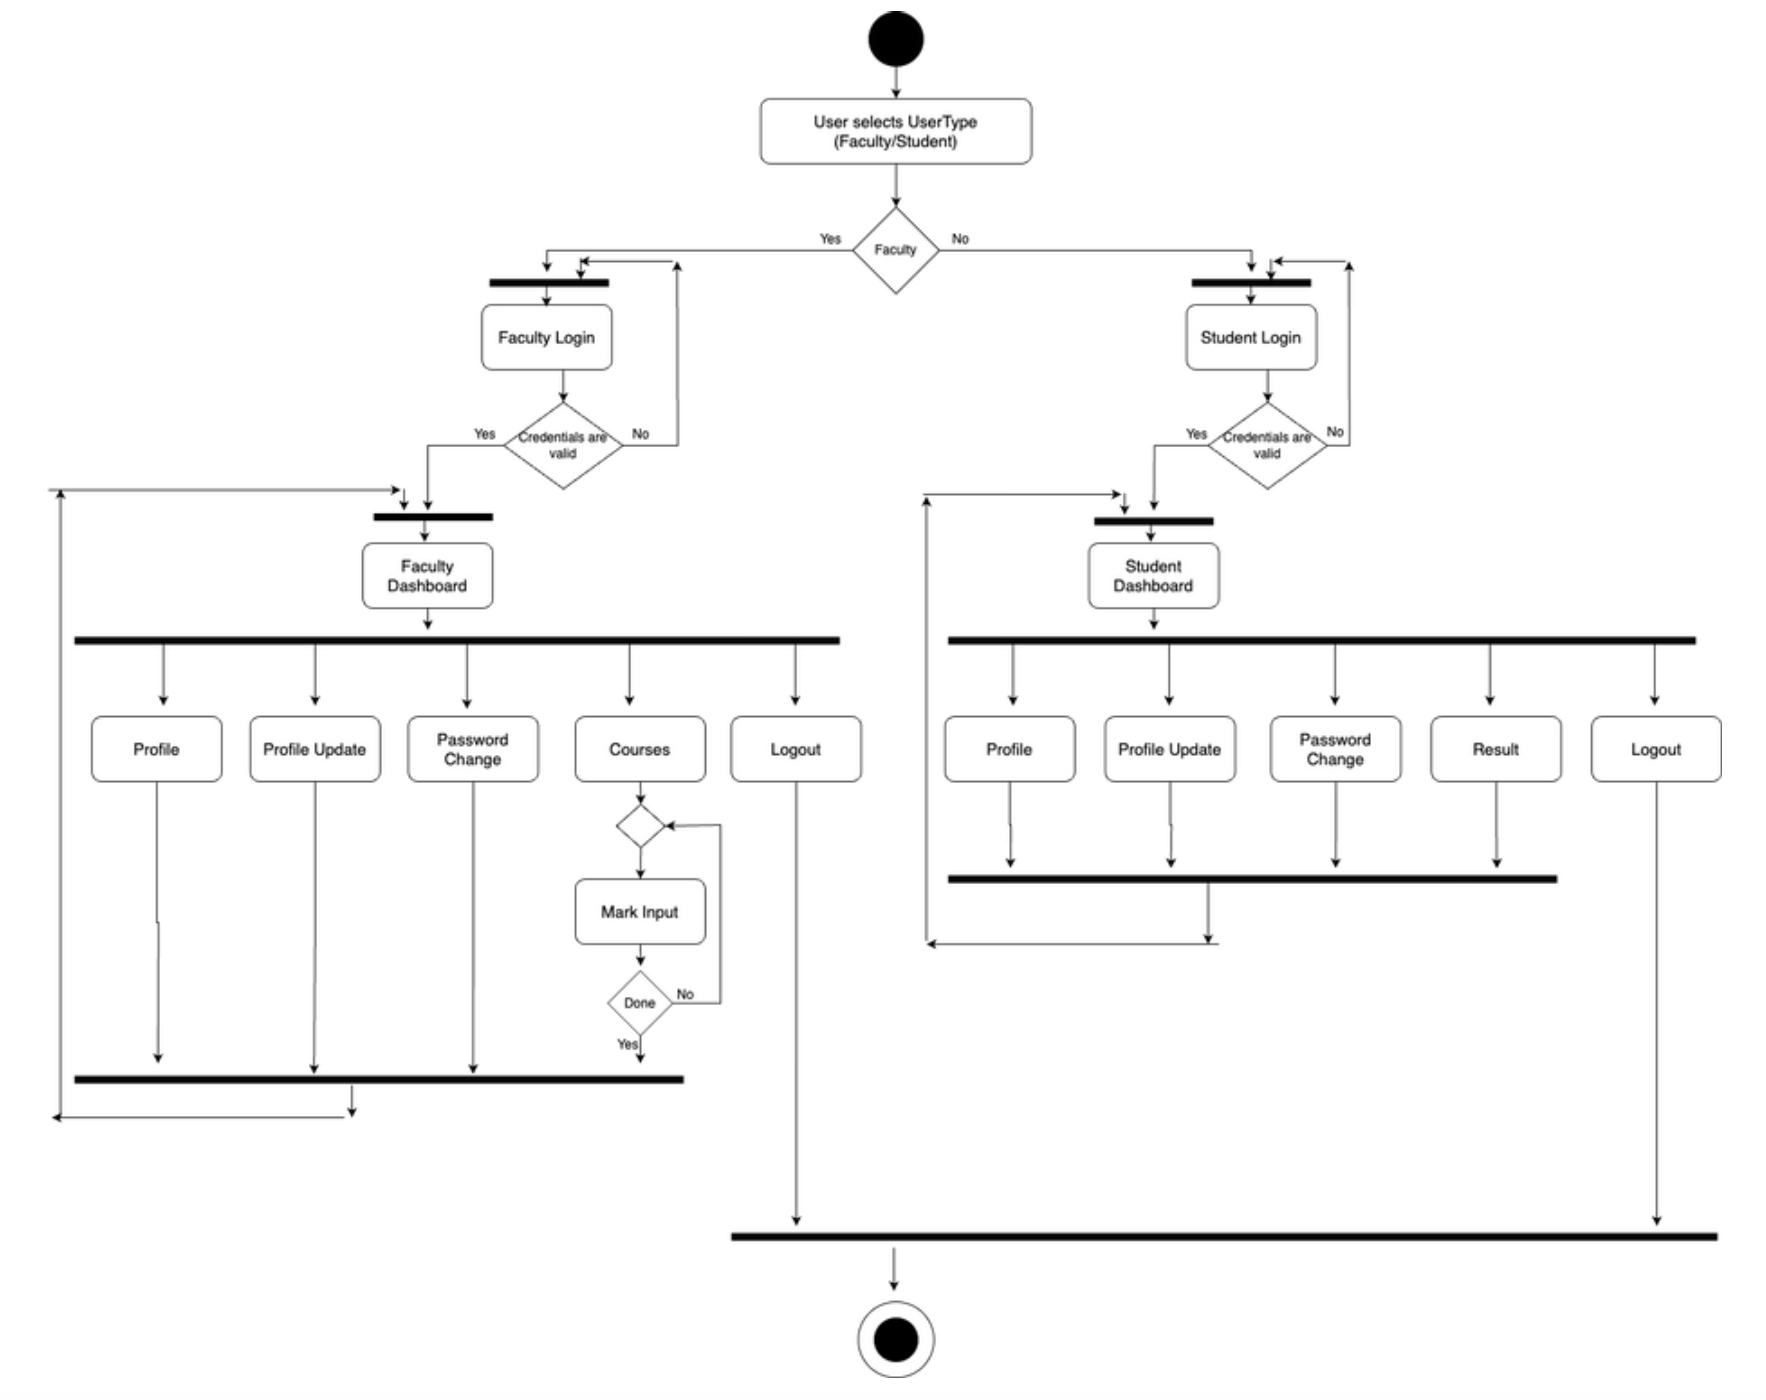 User selects UserType
(Faculty/Student)
Yes
Faculty
No
Faculty Login
Student Login
Yes
Credentials are
valid
No
Yes
Credentials are
valid
No
Faculty
Dashboard
Student
Dashboard
Profile
Profile Update
Password
Change
Courses
Logout
Profile
Profile Update
Password
Change
Result
Logout
Mark Input
Done
No
Yes